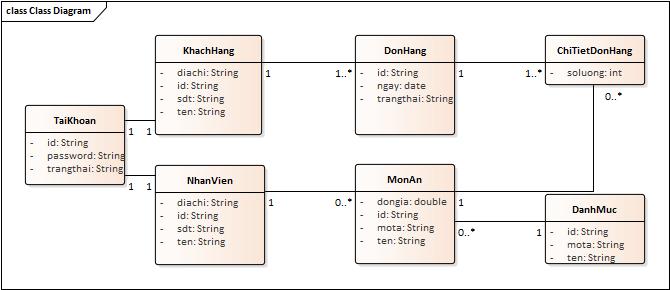 class Class Diagram
KhachHang
- diachi: String
- id: String
- sdt: String
- ten: String
1
1..*
DonHang
- id: String
- ngay: date
- trangthai: String
1
1..*
ChiTietDonHang
- soluong: int
0..*
TaiKhoan
- id: String
- password: String
- trangthai: String
1 1
1 1
NhanVien
- diachi: String
- id: String
- sdt: String
- ten: String
1
0..*
MonAn
- dongia: double
- id: String
- mota: String
- ten: String
1
0..*
1
DanhMuc
- id: String
- mota: String
- ten: String